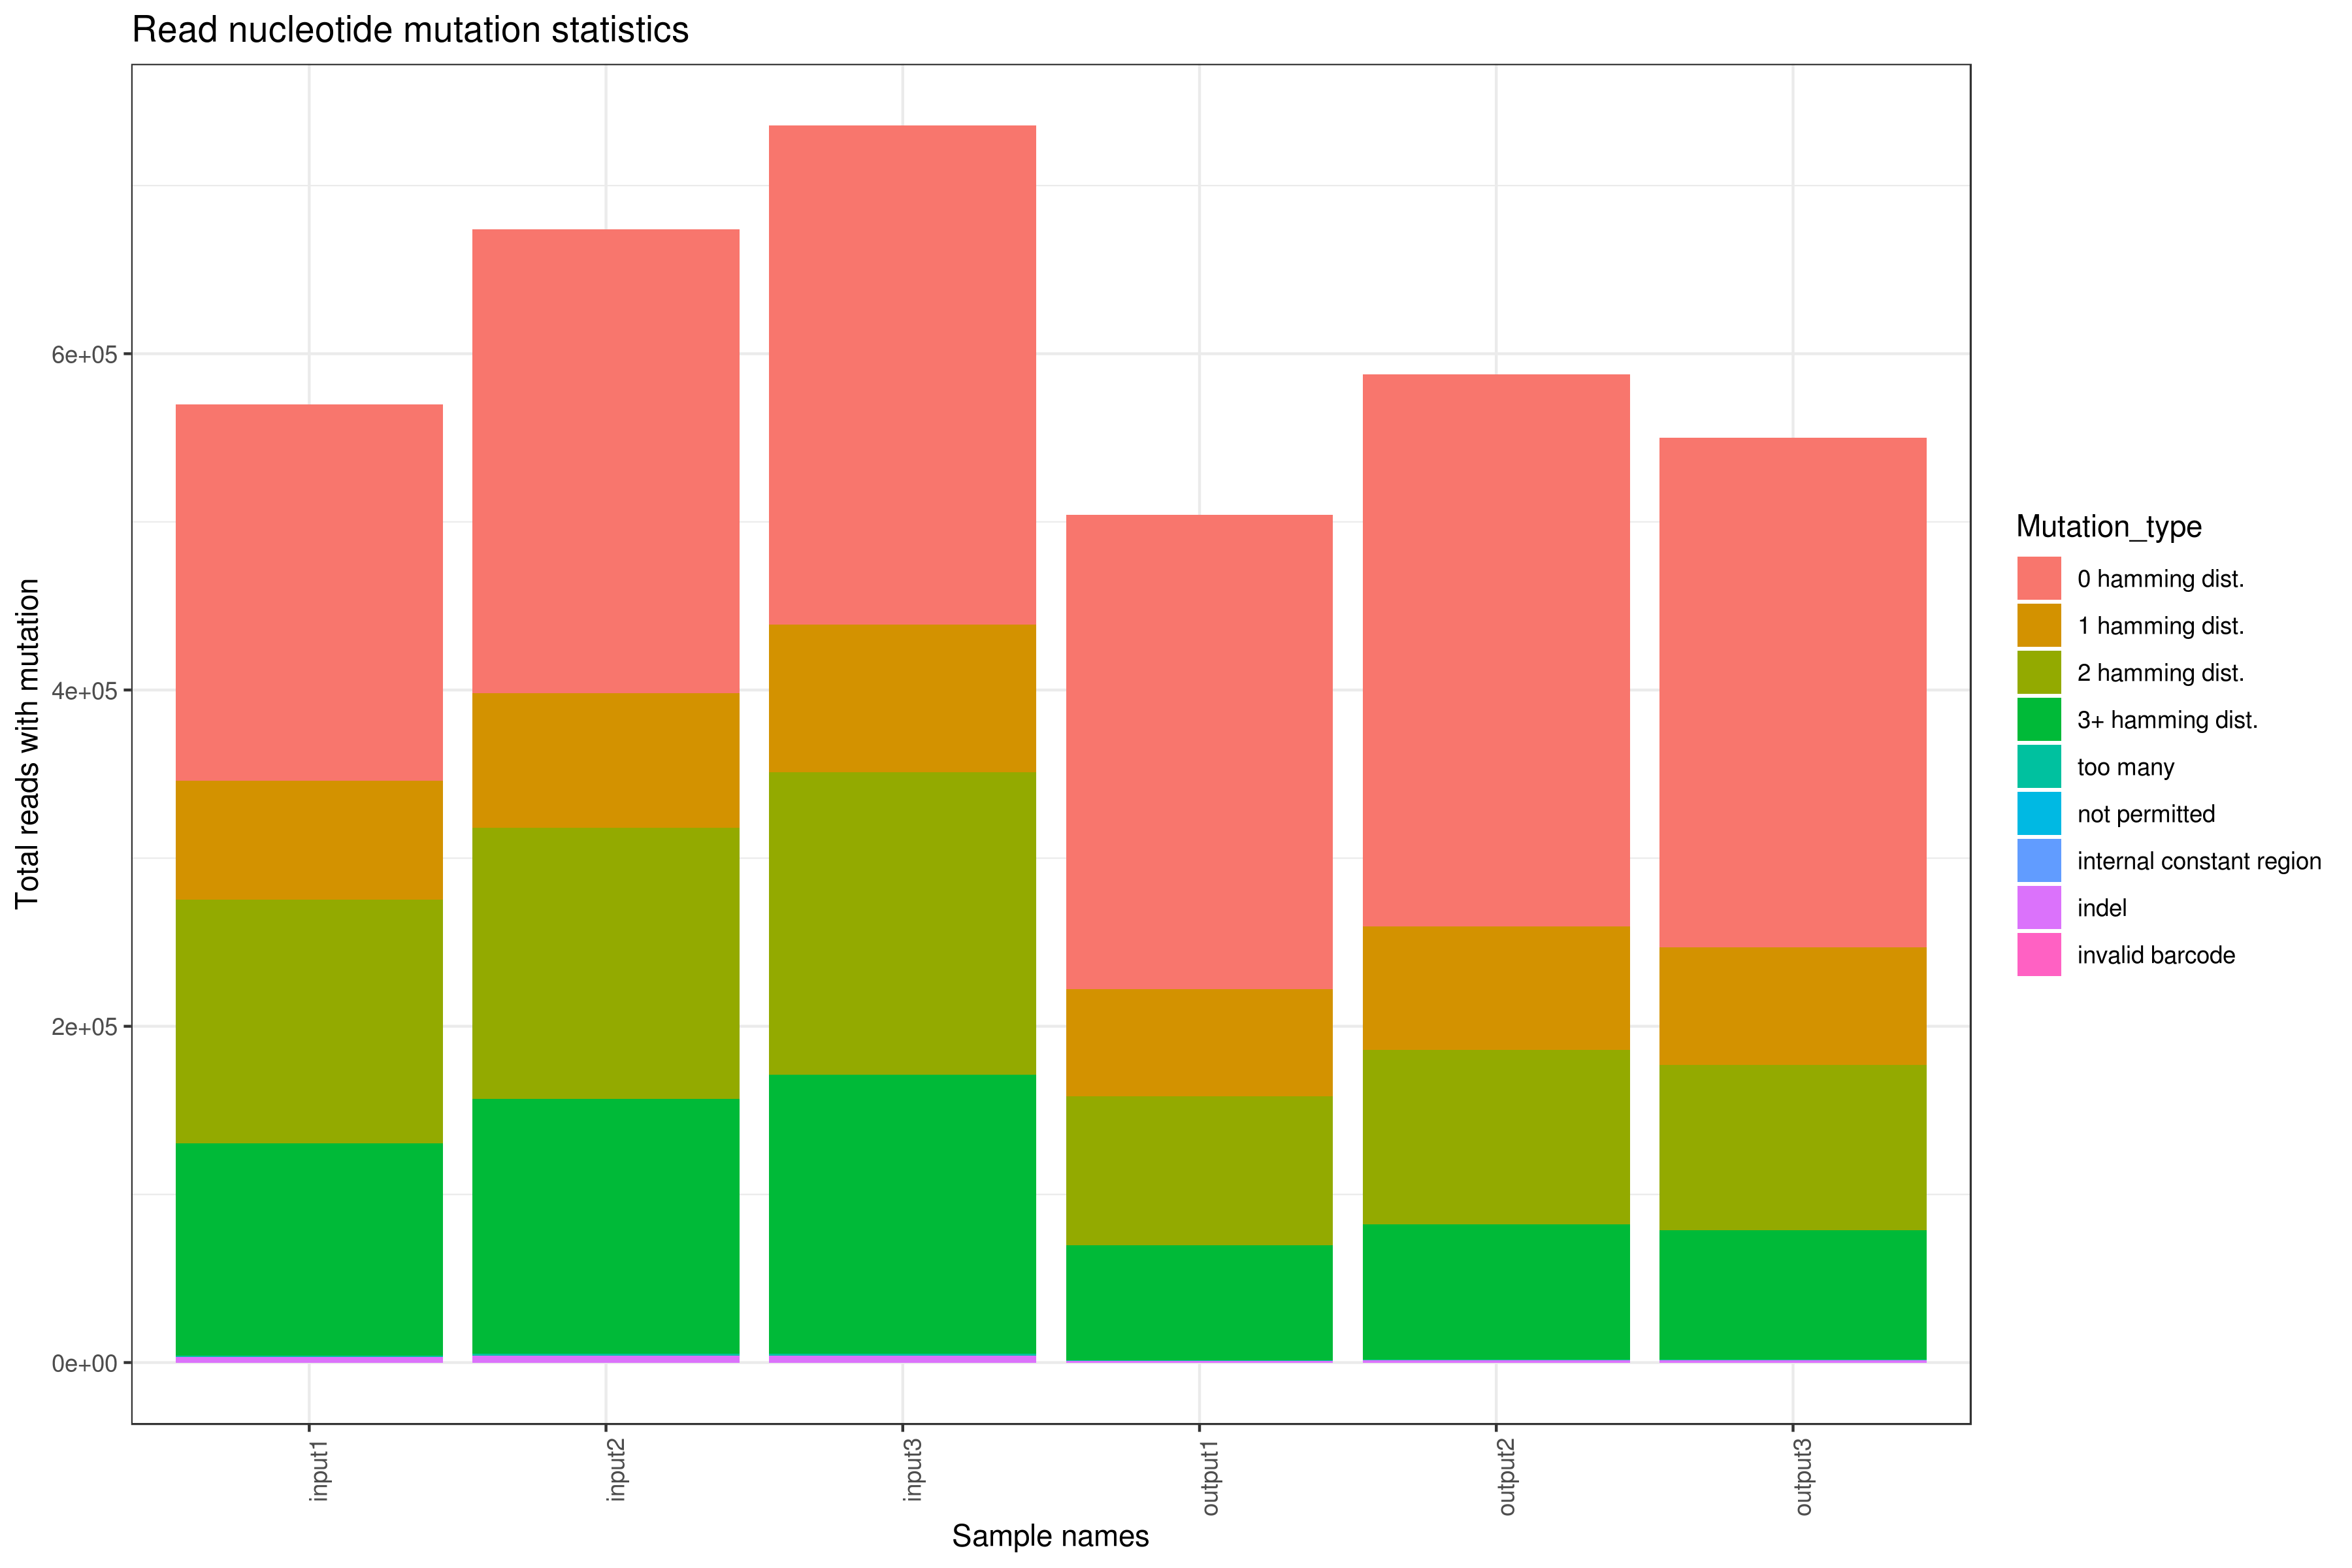 Read nucleotide mutation statistics
Total reads with mutation
6e+05
4e+05
2e+05
0e+00
input1
input2
input3
output1
output2
output3
Sample names
Mutation_type
0 hamming dist.
1 hamming dist.
2 hamming dist.
3+ hamming dist.
too many
not permitted
internal constant region
indel
invalid barcode